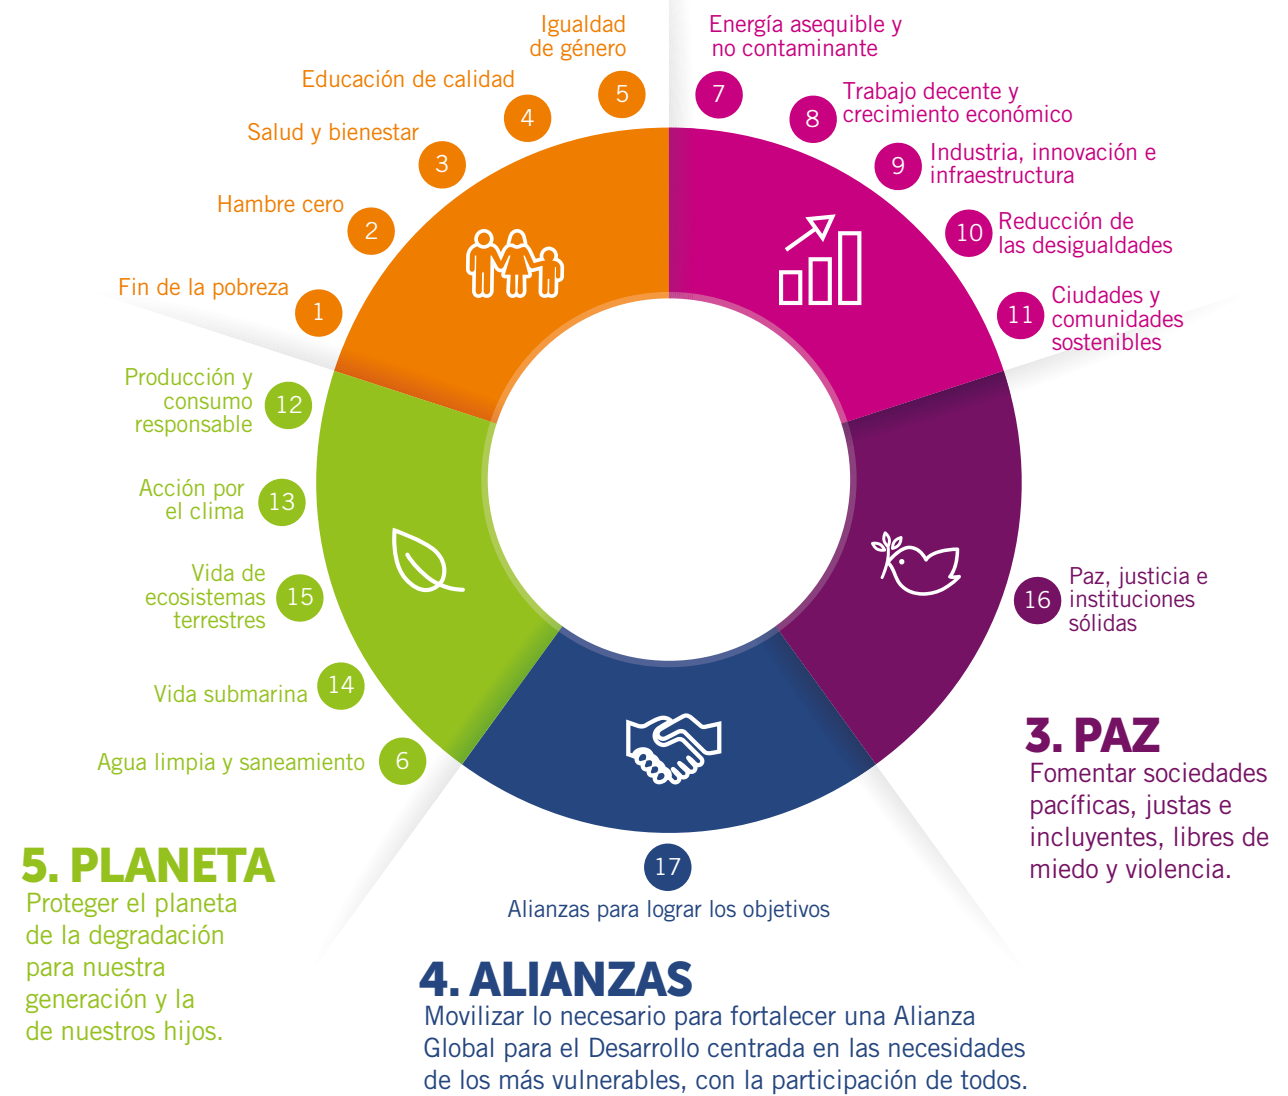 Igualdad
de género
5
Educación de calidad
4
Salud y bienestar
3
Hambre cero
2
Fin de la pobreza
1
Energía asequible y
no contaminante
7
Trabajo decente y
crecimiento económico
8
Industria, innovación e
infraestructura
9
Reducción de
las desigualdades
10
Ciudades y
comunidades
sostenibles
11
Producción y
consumo
responsable
12
Acción por
el clima
13
Vida de
ecosistemas
terrestres
15
Vida submarina
14
Agua limpia y saneamiento
6
16
Paz, justicia e
instituciones
sólidas
3. PAZ
Fomentar sociedades
pacíficas, justas e
incluyentes, libres de
miedo y violencia.
5. PLANETA
Proteger el planeta
de la degradación
para nuestra
generación y la
de nuestros hijos.
17
Alianzas para lograr los objetivos
4. ALIANZAS
Movilizar lo necesario para fortalecer una Alianza
Global para el Desarrollo centrada en las necesidades
de los más vulnerables, con la participación de todos.